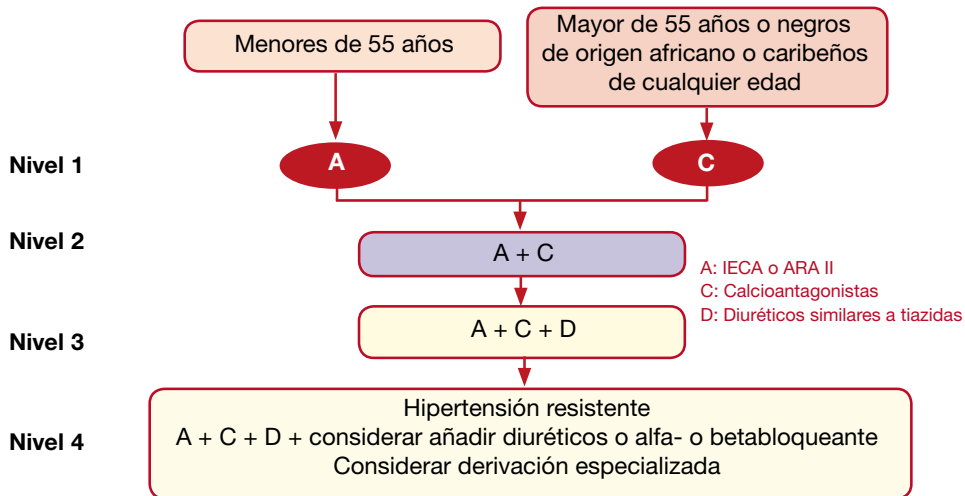 Menores de 55 años
Mayor de 55 años o negros
de origen africano o caribeños
de cualquier edad
Nivel 1
A
C
Nivel 2
A + C
A: IECA o ARA II
C: Calcioantagonistas
D: Diuréticos similares a tiazidas
Nivel 3
A + C + D
Nivel 4
Hipertensión resistente
A + C + D + considerar añadir diuréticos o alfa- o betabloqueante
Considerar derivación especializada